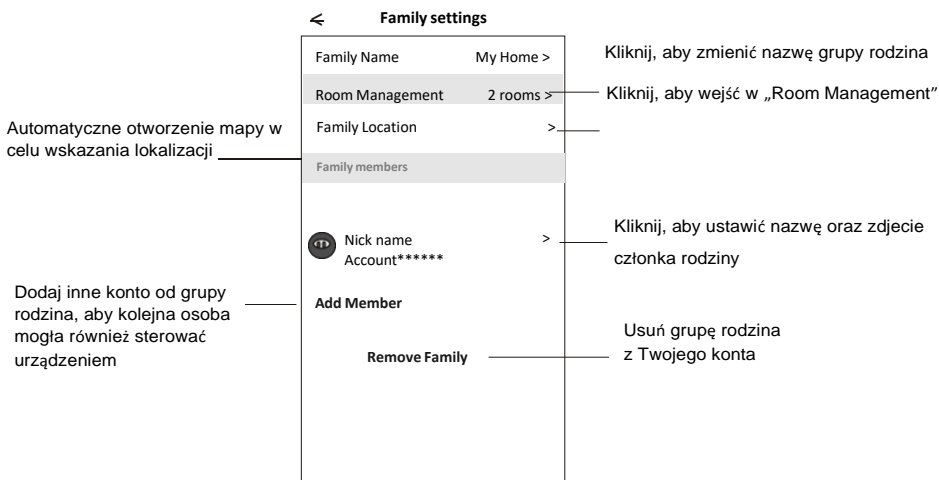 < Family settings
Family Name My Home >
Kliknij, aby zmienić nazwę grupy rodzina
Room Management 2 rooms >
Kliknij, aby wejść w „Room Management”
Automatyczne otworzenie mapy w
celu wskazania lokalizacji
Family Location >
Family members
Nick name >
Account******
Kliknij, aby ustawić nazwę oraz zdjecie
członka rodziny
Dodaj inne konto od grupy
rodzina, aby kolejna osoba
mogła również sterować
urządzeniem
Add Member
Remove Family
Usuń grupę rodzina
z Twojego konta